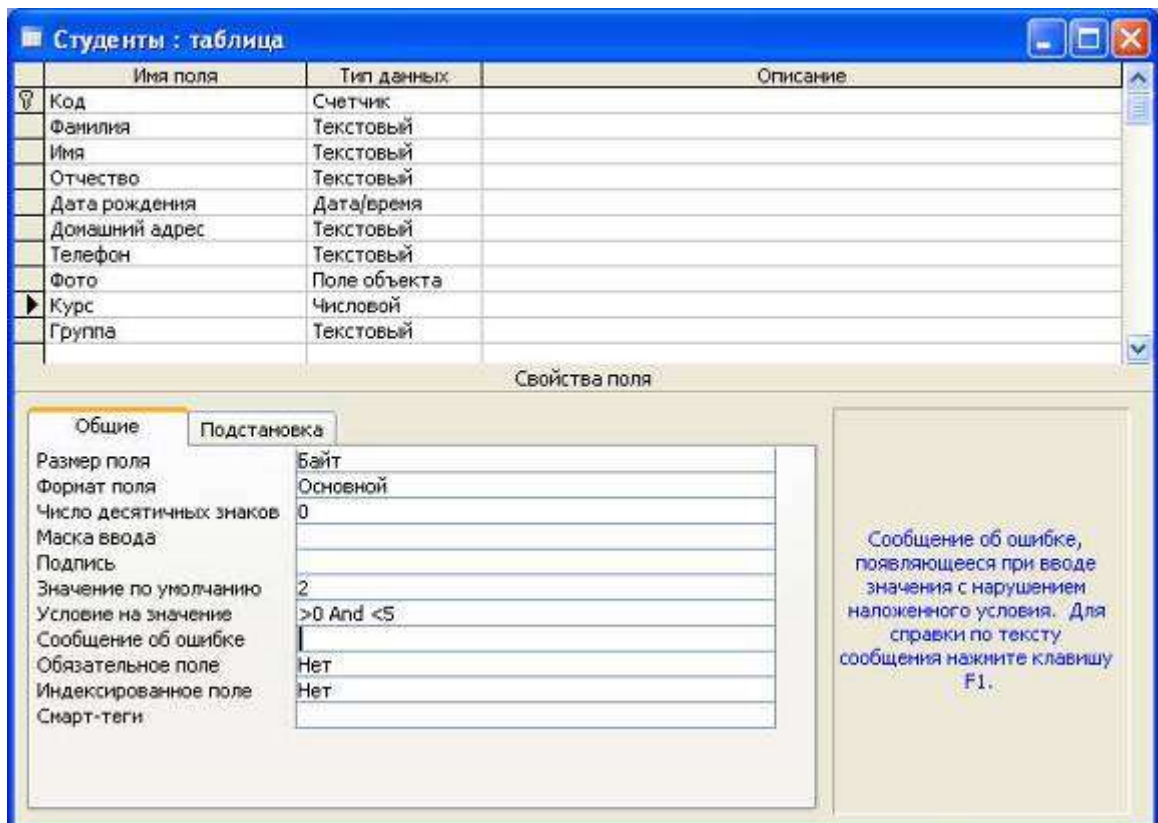 Студенты : таблица
Имя поля Тип данных Описание
Код Счетчик
Фамилия Текстовый
Имя Текстовый
Отчество Текстовый
Дата рождения Дата/время
Домашний адрес Текстовый
Телефон Текстовый
Фото Поле объекта
Курс Числовой
Группа Текстовый
Свойства поля
Общие Подстановка
Размер поля Байт
Формат поля Основной
Число десятичных знаков 0
Маска ввода
Подпись
Значение по умолчанию 2
Условие на значение >0 And <5
Сообщение об ошибке
Обязательное поле Нет
Индексированное поле Нет
Смарт-теги
Сообщение об ошибке,
появляющееся при вводе
значения с нарушением
наложенного условия. Для
справки по тексту
сообщения нажмите клавишу
F1.